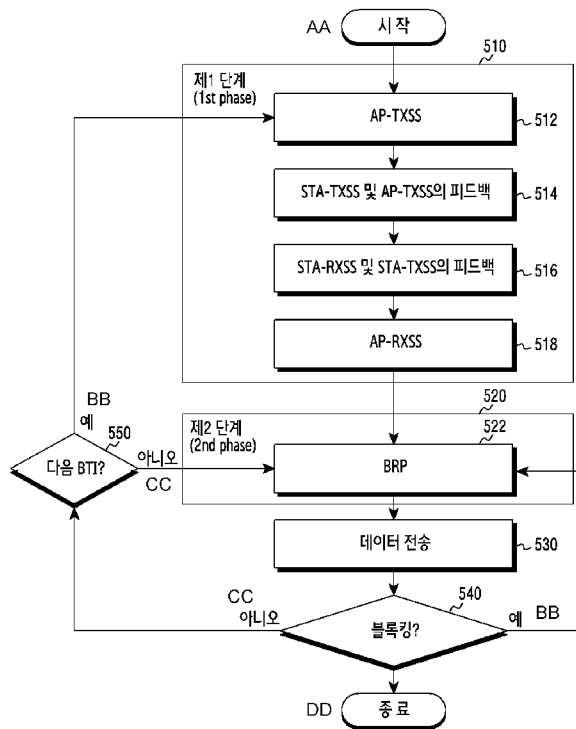 AA
시 작
510
제1 단계
(1st phase)
AP-TXSS
512
STA-TXSS 및 AP-TXSS의 피드백
514
STA-RXSS 및 STA-TXSS의 피드백
516
AP-RXSS
518
BB
예
550
다음 BTI?
아니오
CC
520
제2 단계
(2nd phase)
522
BRP
데이터 전송
530
CC
아니오
540
블록킹?
예
BB
DD
종 료